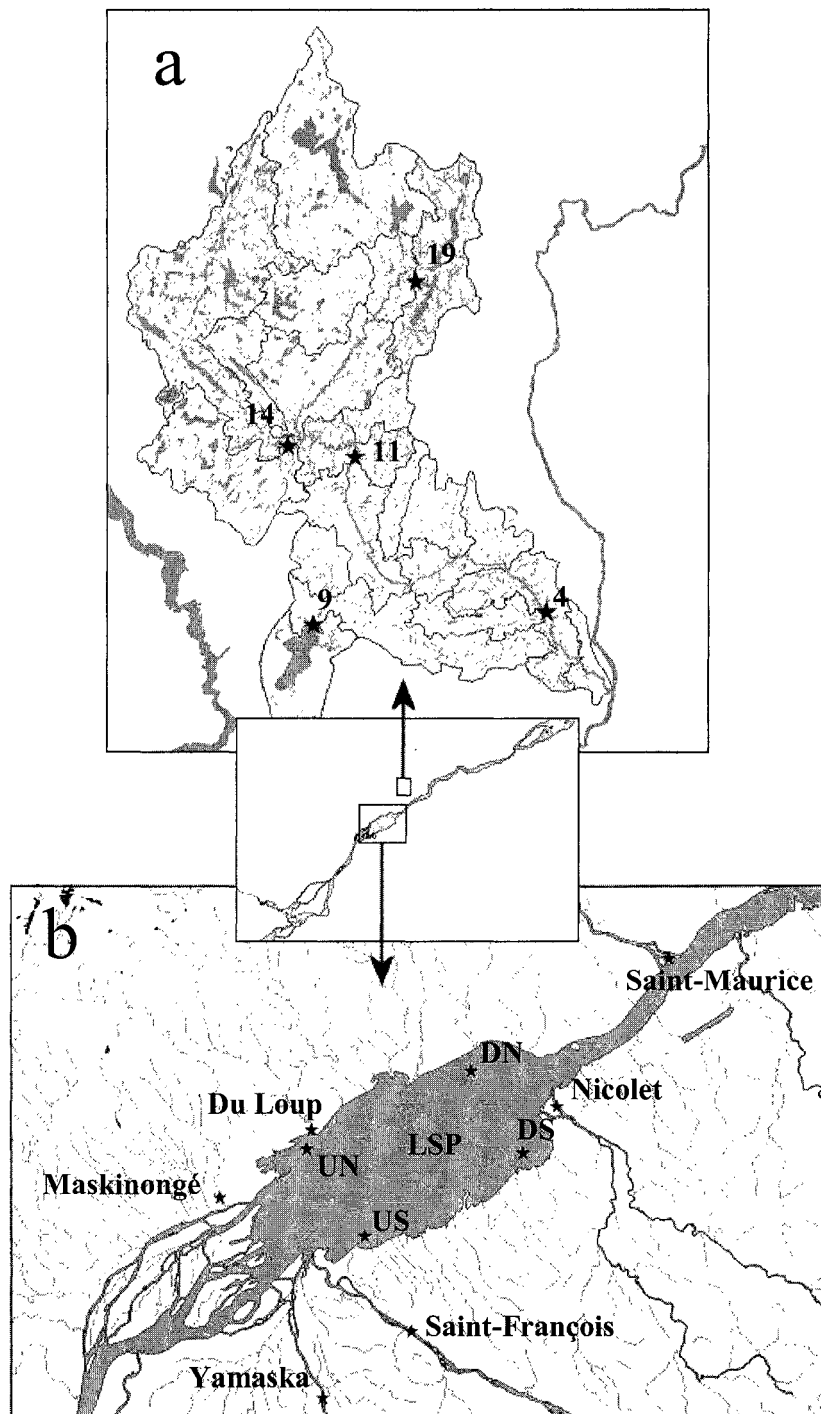 a
19
14
11
9
4
b
Saint-Maurice
DN
Nicolet
Du Loup
DS
LSP
UN
Maskinongé
US
Saint-François
Yamaska